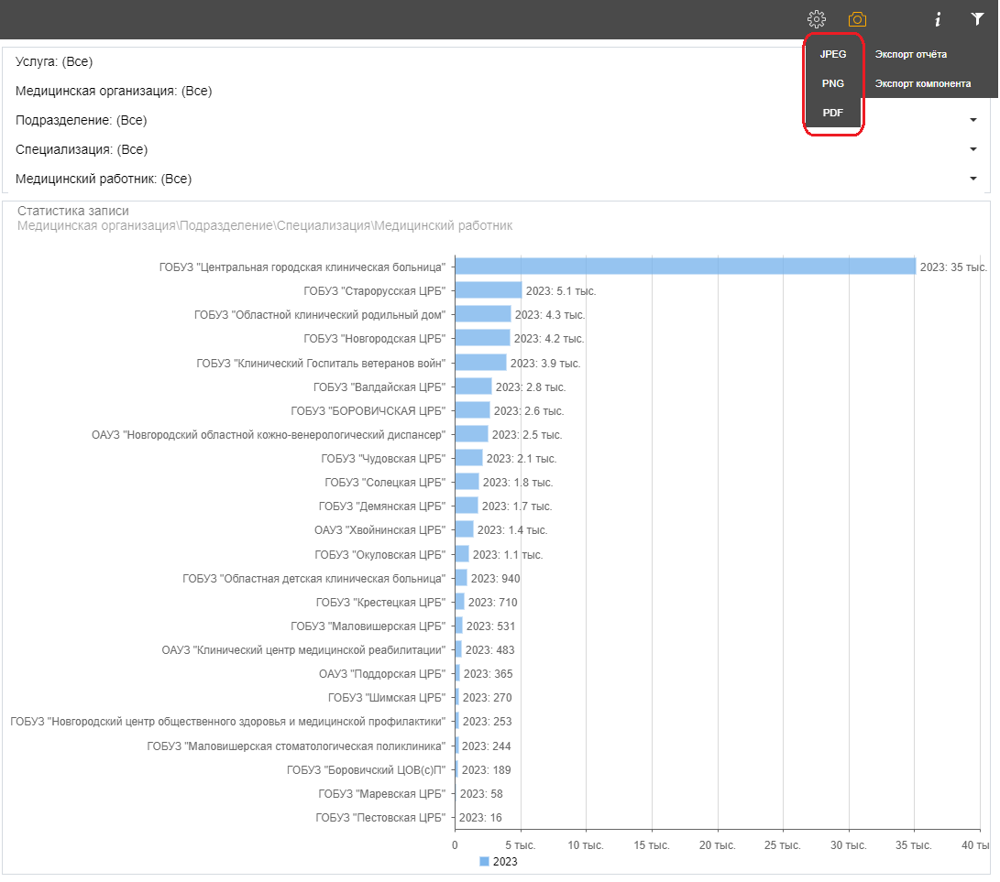 i
JPEG Экспорт отчёта
PNG Экспорт компонента
PDF
Услуга: (Все)
Медицинская организация: (Все)
Подразделение: (Все)
Специализация: (Все)
Медицинский работник: (Все)
Статистика записи
Медицинская организация\Подразделение\Специализация\Медицинский работник
ГОБУЗ "Центральная городская клиническая больница" 2023: 35 тыс.
ГОБУЗ "Старорусская ЦРБ" 2023: 5.1 тыс.
ГОБУЗ "Областной клинический родильный дом" 2023: 4.3 тыс.
ГОБУЗ "Новгородская ЦРБ" 2023: 4.2 тыс.
ГОБУЗ "Клинический Госпиталь ветеранов войн" 2023: 3.9 тыс.
ГОБУЗ "Валдайская ЦРБ" 2023: 2.8 тыс.
ГОБУЗ "БОРОВИЧСКАЯ ЦРБ" 2023: 2.6 тыс.
ОАУЗ "Новгородский областной кожно-венерологический диспансер" 2023: 2.5 тыс.
ГОБУЗ "Чудовская ЦРБ" 2023: 2.1 тыс.
ГОБУЗ "Солецкая ЦРБ" 2023: 1.8 тыс.
ГОБУЗ "Демянская ЦРБ" 2023: 1.7 тыс.
ОАУЗ "Хвойнинская ЦРБ" 2023: 1.4 тыс.
ГОБУЗ "Окуловская ЦРБ" 2023: 1.1 тыс.
ГОБУЗ "Областная детская клиническая больница" 2023: 940
ГОБУЗ "Крестецкая ЦРБ" 2023: 710
ГОБУЗ "Маловишерская ЦРБ" 2023: 531
ОАУЗ "Клинический центр медицинской реабилитации" 2023: 483
ОАУЗ "Поддорская ЦРБ" 2023: 365
ГОБУЗ "Шимская ЦРБ" 2023: 270
ГОБУЗ "Новгородский центр общественного здоровья и медицинской профилактики" 2023: 253
ГОБУЗ "Маловишерская стоматологическая поликлиника" 2023: 244
ГОБУЗ "Боровичский ЦОВ(с)П" 2023: 189
ГОБУЗ "Маревская ЦРБ" 2023: 58
ГОБУЗ "Пестовская ЦРБ" 2023: 16
0 5 тыс. 10 тыс. 15 тыс. 20 тыс. 25 тыс. 30 тыс. 35 тыс. 40 ты
2023